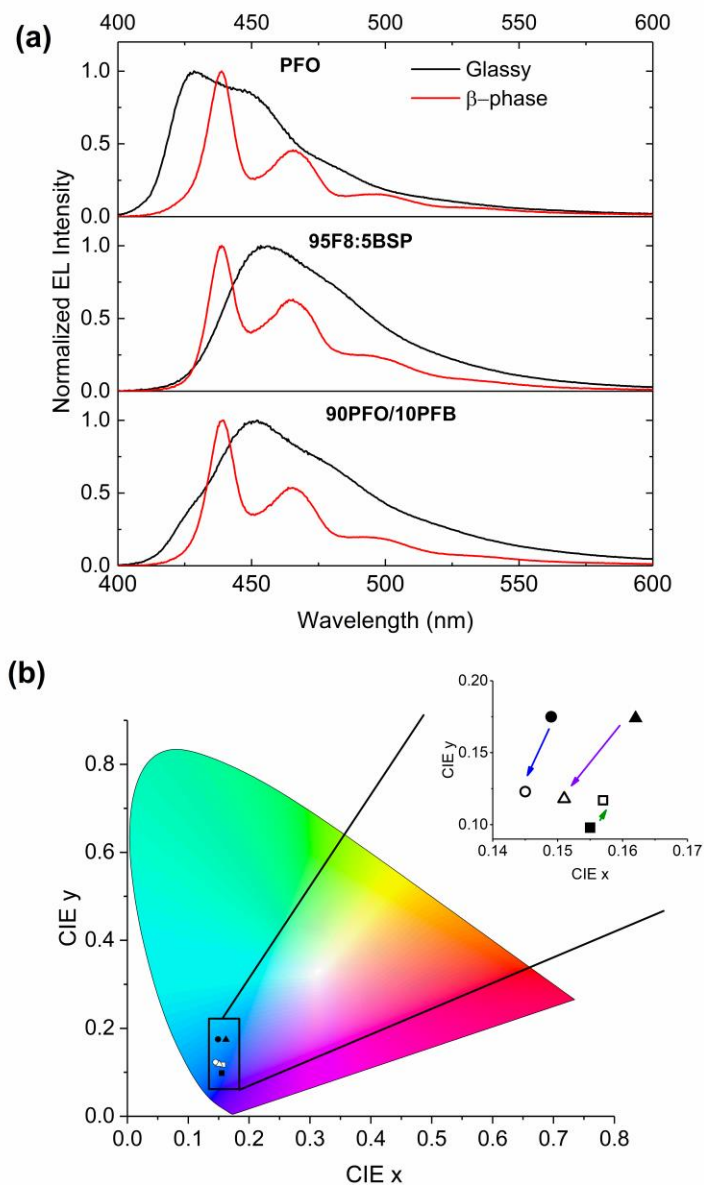 (a)
400 450 500 550 600
PFO
Glassy
β–phase
1.0
0.5
0.0
95F8:5BSP
1.0
0.5
0.0
90PFO/10PFB
1.0
0.5
0.0
Normalized EL Intensity
400 450 500 550 600
Wavelength (nm)
(b)
0.20
0.15
0.10
CIE y
0.14 0.15 0.16 0.17
CIE x
0.8
0.6
0.4
0.2
0.0
CIE y
0.0 0.1 0.2 0.3 0.4 0.5 0.6 0.7 0.8
CIE x